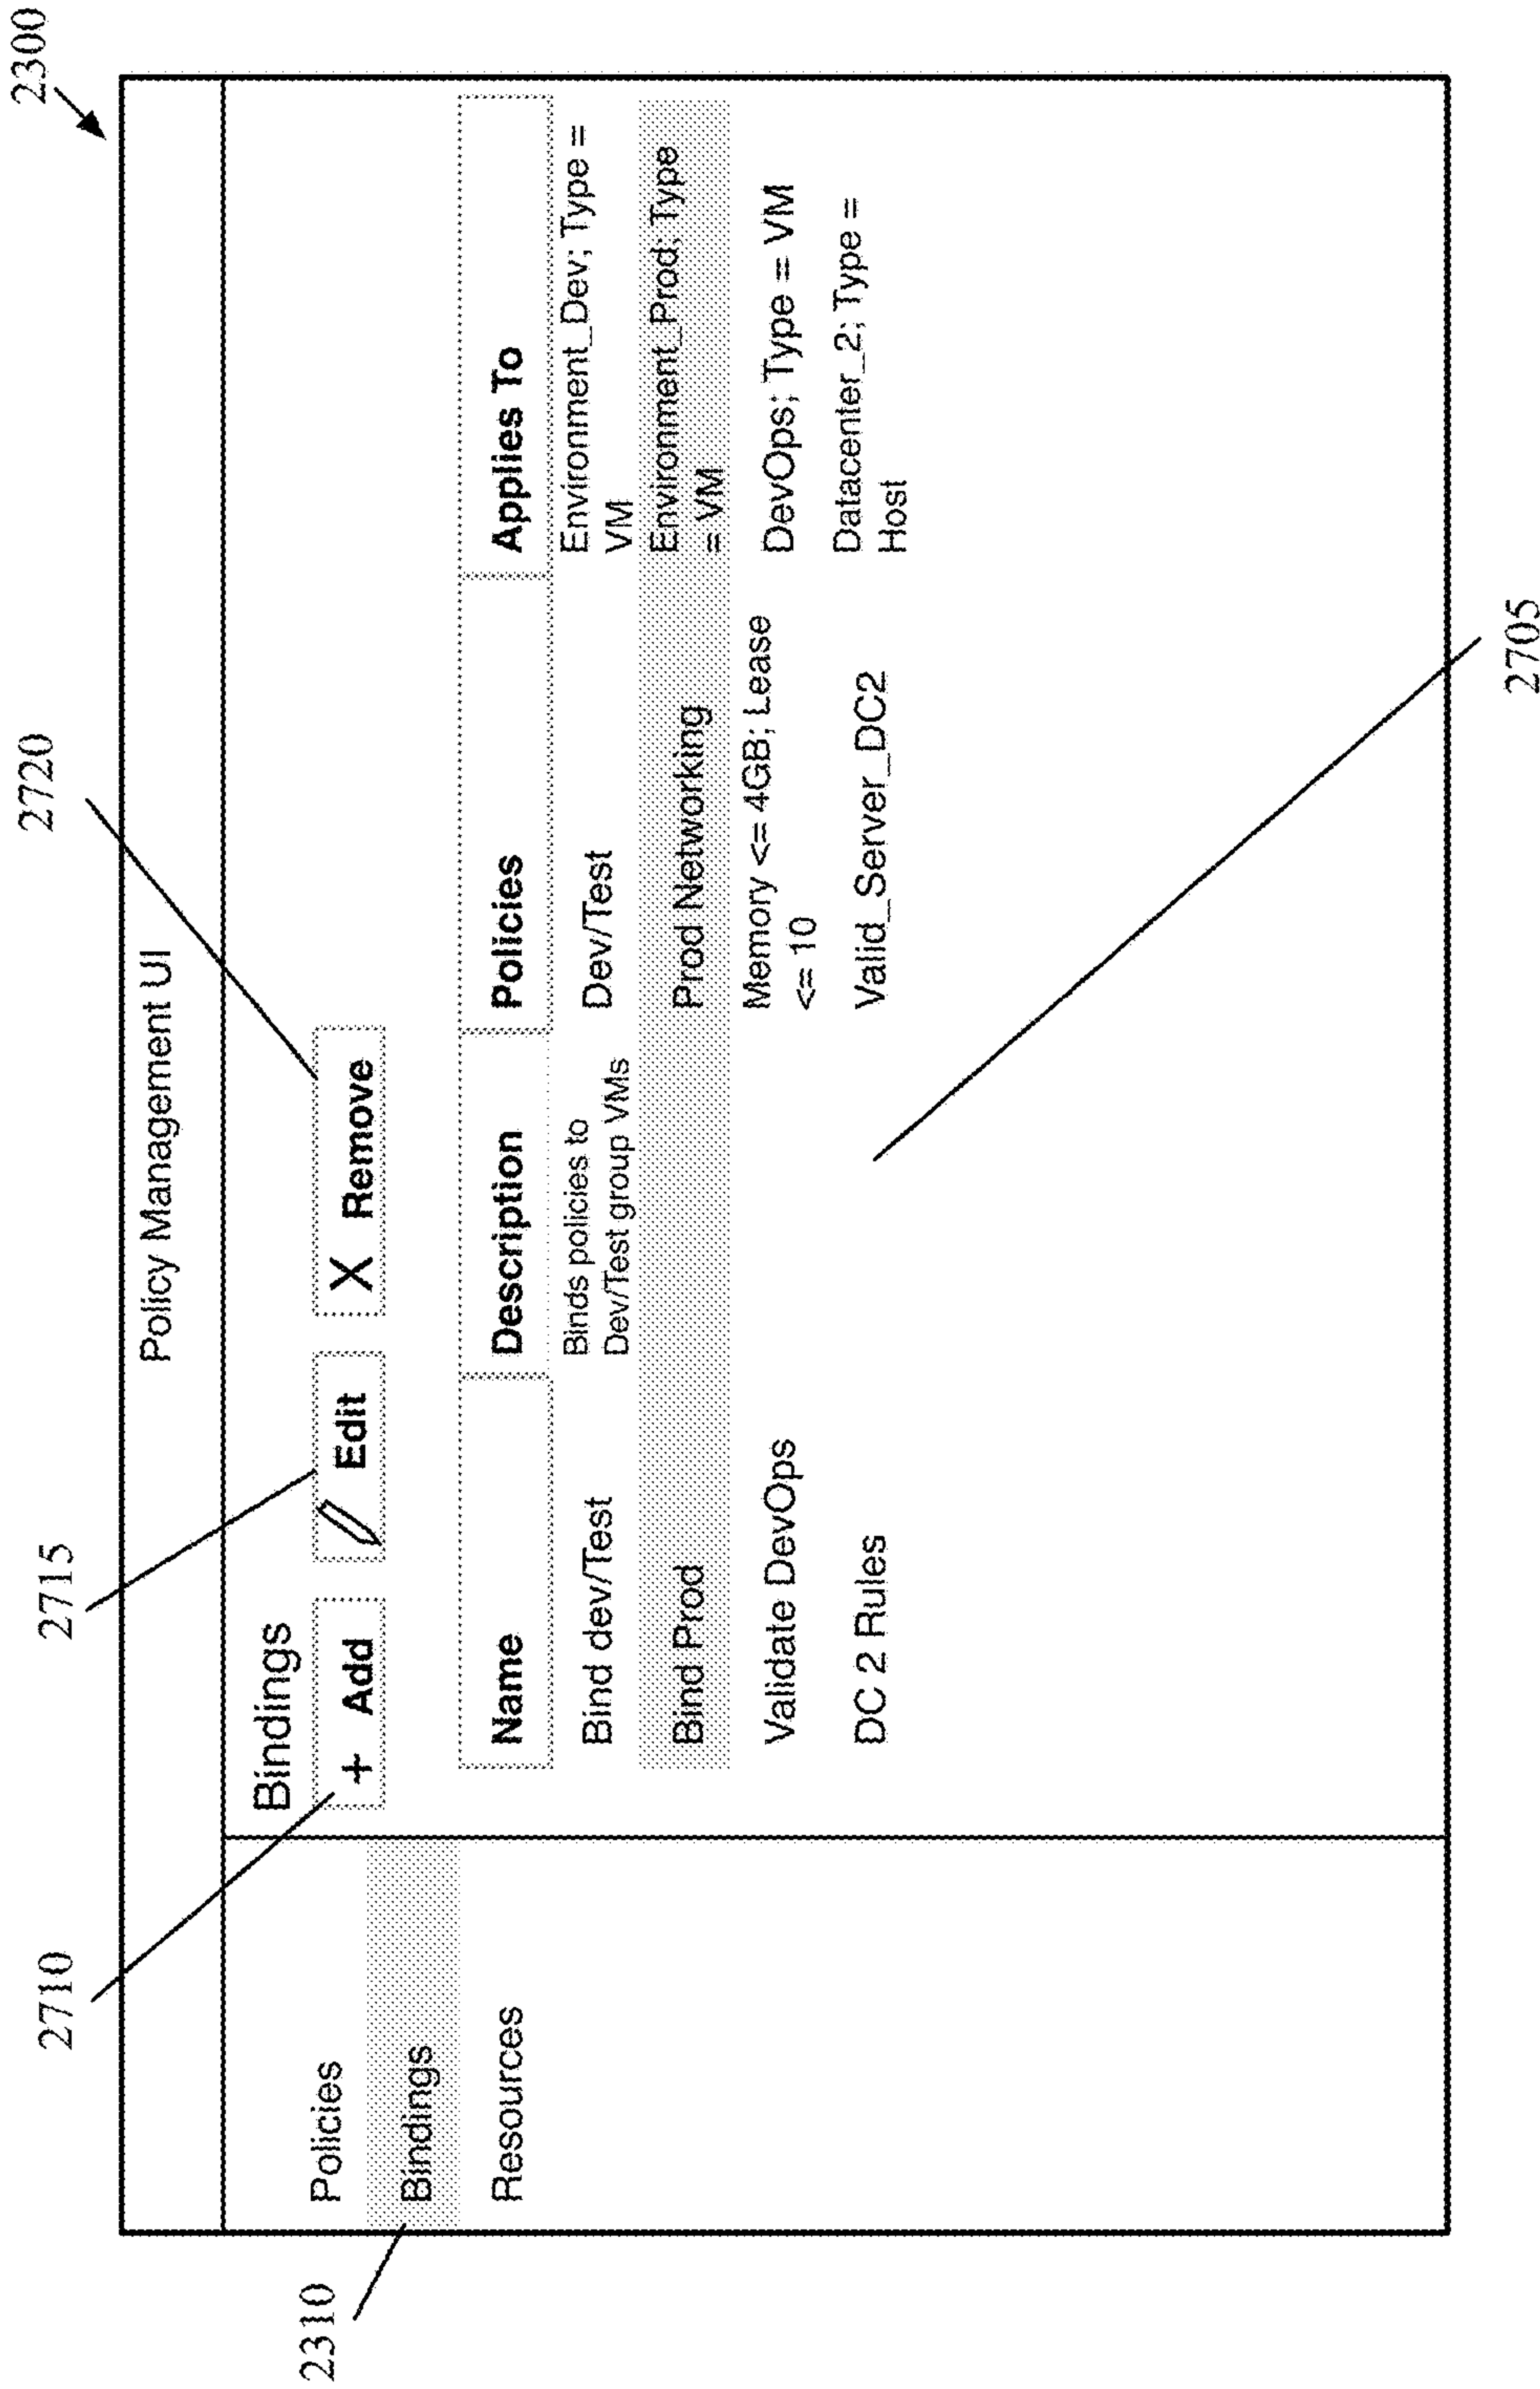 2300
2710
2715
2720
Policy Management UI
2310
Policies
Bindings
Resources
Bindings
+ Add
Edit
X Remove
Name
Description
Policies
Applies To
Bind dev/Test
Binds policies to
Dev/Test group VMs
Dev/Test
Environment_Dev; Type =
VM
Bind Prod
Prod Networking
Environment_Prod; Type
= VM
Validate DevOps
Memory <= 4GB; Lease
<= 10
DevOps; Type = VM
DC 2 Rules
Valid_Server_DC2
Datacenter_2; Type =
Host
2705